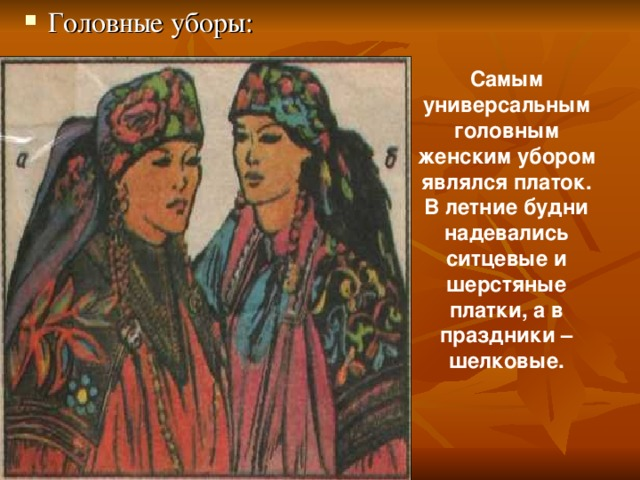 Головные уборы:
а
б
Самым
универсальным
головным
женским убором
являлся платок.
В летние будни
надевались
ситцевые и
шерстяные
платки, а в
праздники –
шелковые.